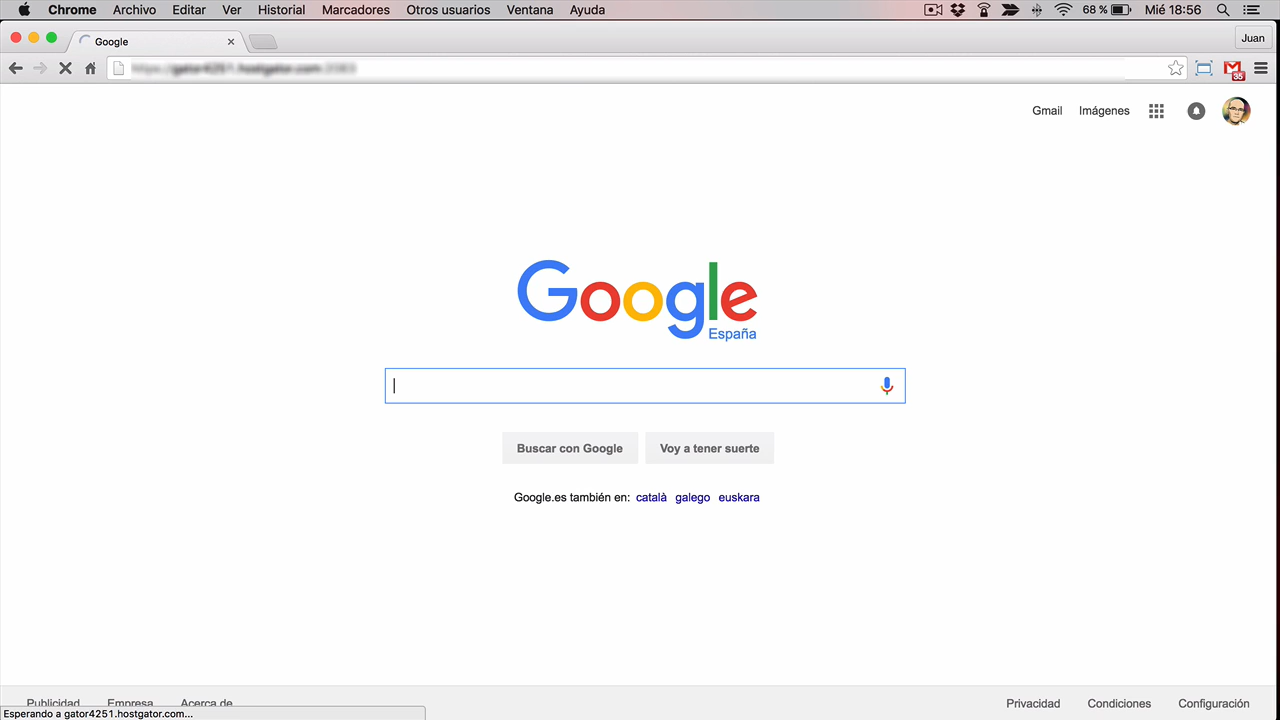 Chrome Archivo Editar Ver Historial Marcadores Otros usuarios Ventana Ayuda 68 % Mié 18:56
Google Juan
35
Gmail Imágenes
Google
España
Buscar con Google Voy a tener suerte
Google.es también en: català galego euskara
Publicidad Empresa Acerca de Privacidad Condiciones Configuración
Esperando a gator4251.hostgator.com...